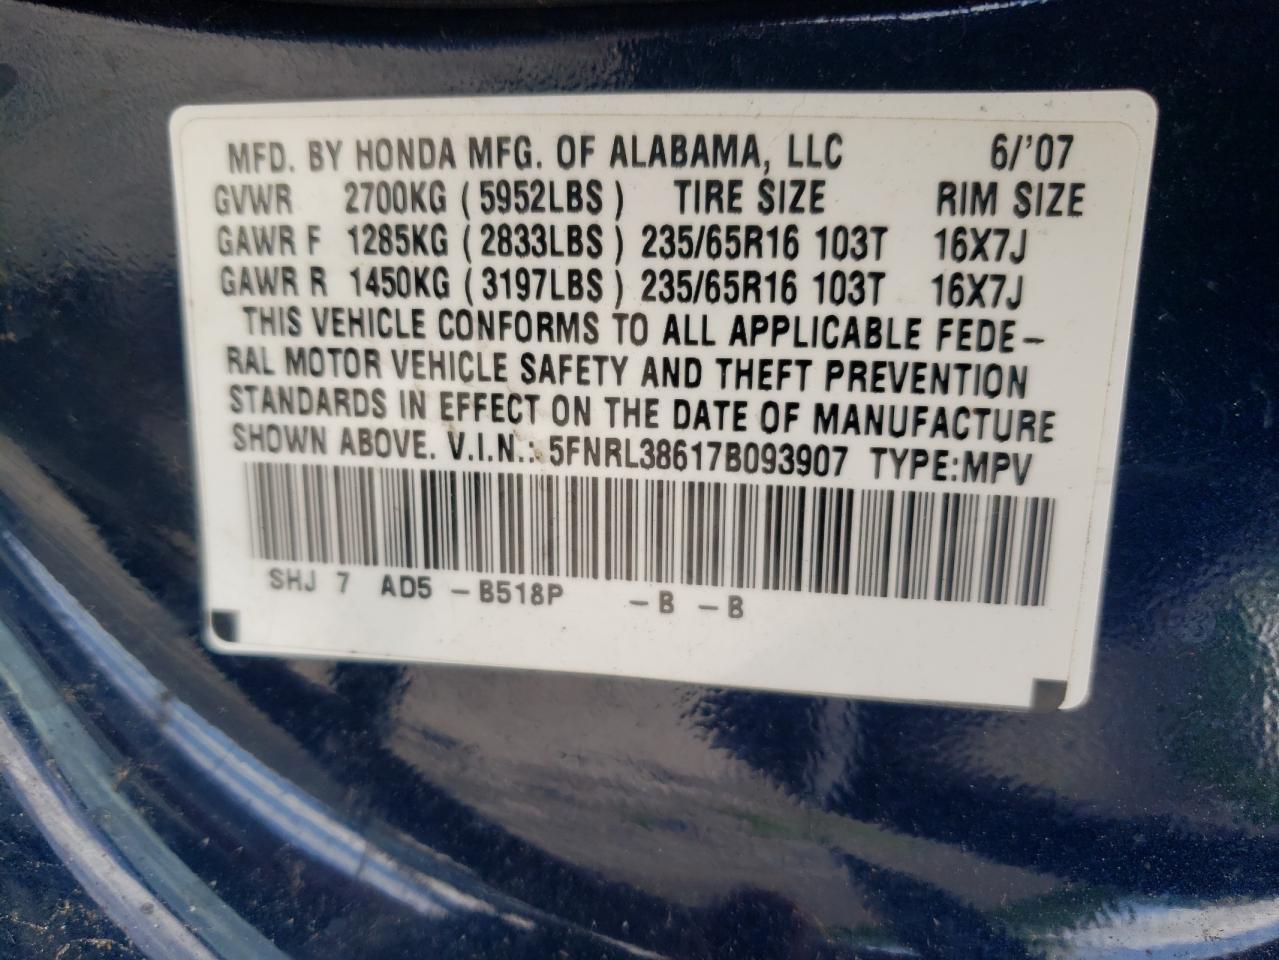 MFD. BY HONDA MFG. OF ALABAMA, LLC 6/'07
GVWR 2700KG (5952LBS) TIRE SIZE RIM SIZE
GAWR F 1285KG (2833LBS) 235/65R16 103T 16X7J
GAWR R 1450KG (3197LBS) 235/65R16 103T 16X7J
THIS VEHICLE CONFORMS TO ALL APPLICABLE FEDE-
RAL MOTOR VEHICLE SAFETY AND THEFT PREVENTION
STANDARDS IN EFFECT ON THE DATE OF MANUFACTURE
SHOWN ABOVE. V.I.N.: 5FNRL38617B093907 TYPE:MPV
SHJ 7 AD5 -B518P -B -B